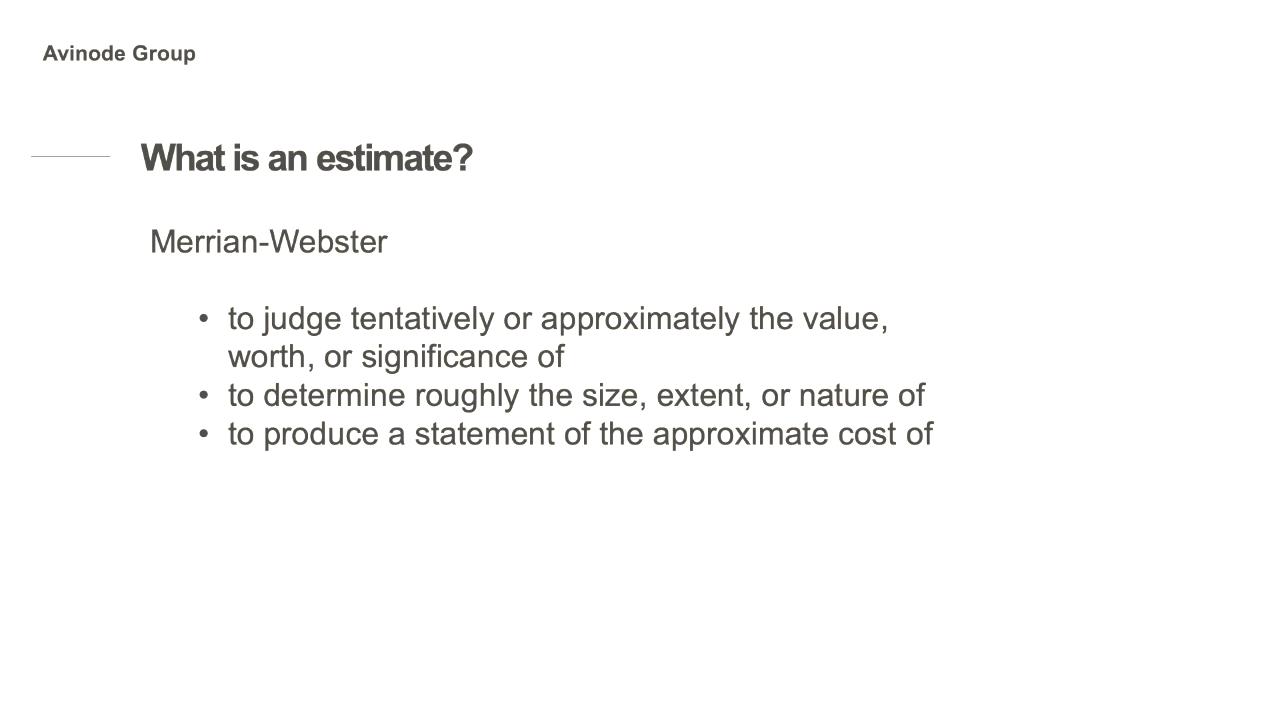 Avinode Group
What is an estimate?
Merrian-Webster
• to judge tentatively or approximately the value,
worth, or significance of
• to determine roughly the size, extent, or nature of
• to produce a statement of the approximate cost of